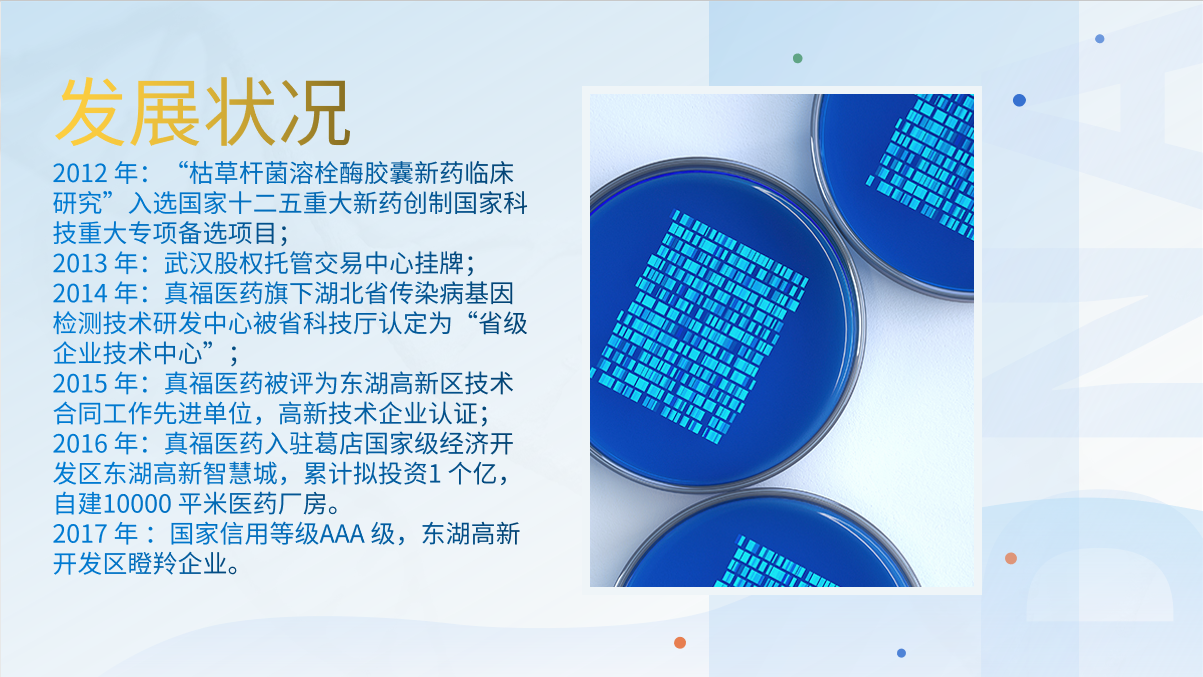 发展状况
2012 年：“枯草杆菌溶栓酶胶囊新药临床
研究”入选国家十二五重大新药创制国家科
技重大专项备选项目；
2013 年：武汉股权托管交易中心挂牌；
2014 年：真福医药旗下湖北省传染病基因
检测技术研发中心被省科技厅认定为“省级
企业技术中心”；
2015 年：真福医药被评为东湖高新区技术
合同工作先进单位，高新技术企业认证；
2016 年：真福医药入驻葛店国家级经济开
发区东湖高新智慧城，累计拟投资1 个亿，
自建10000 平米医药厂房。
2017 年 ：国家信用等级AAA 级，东湖高新
开发区瞪羚企业。
DNA